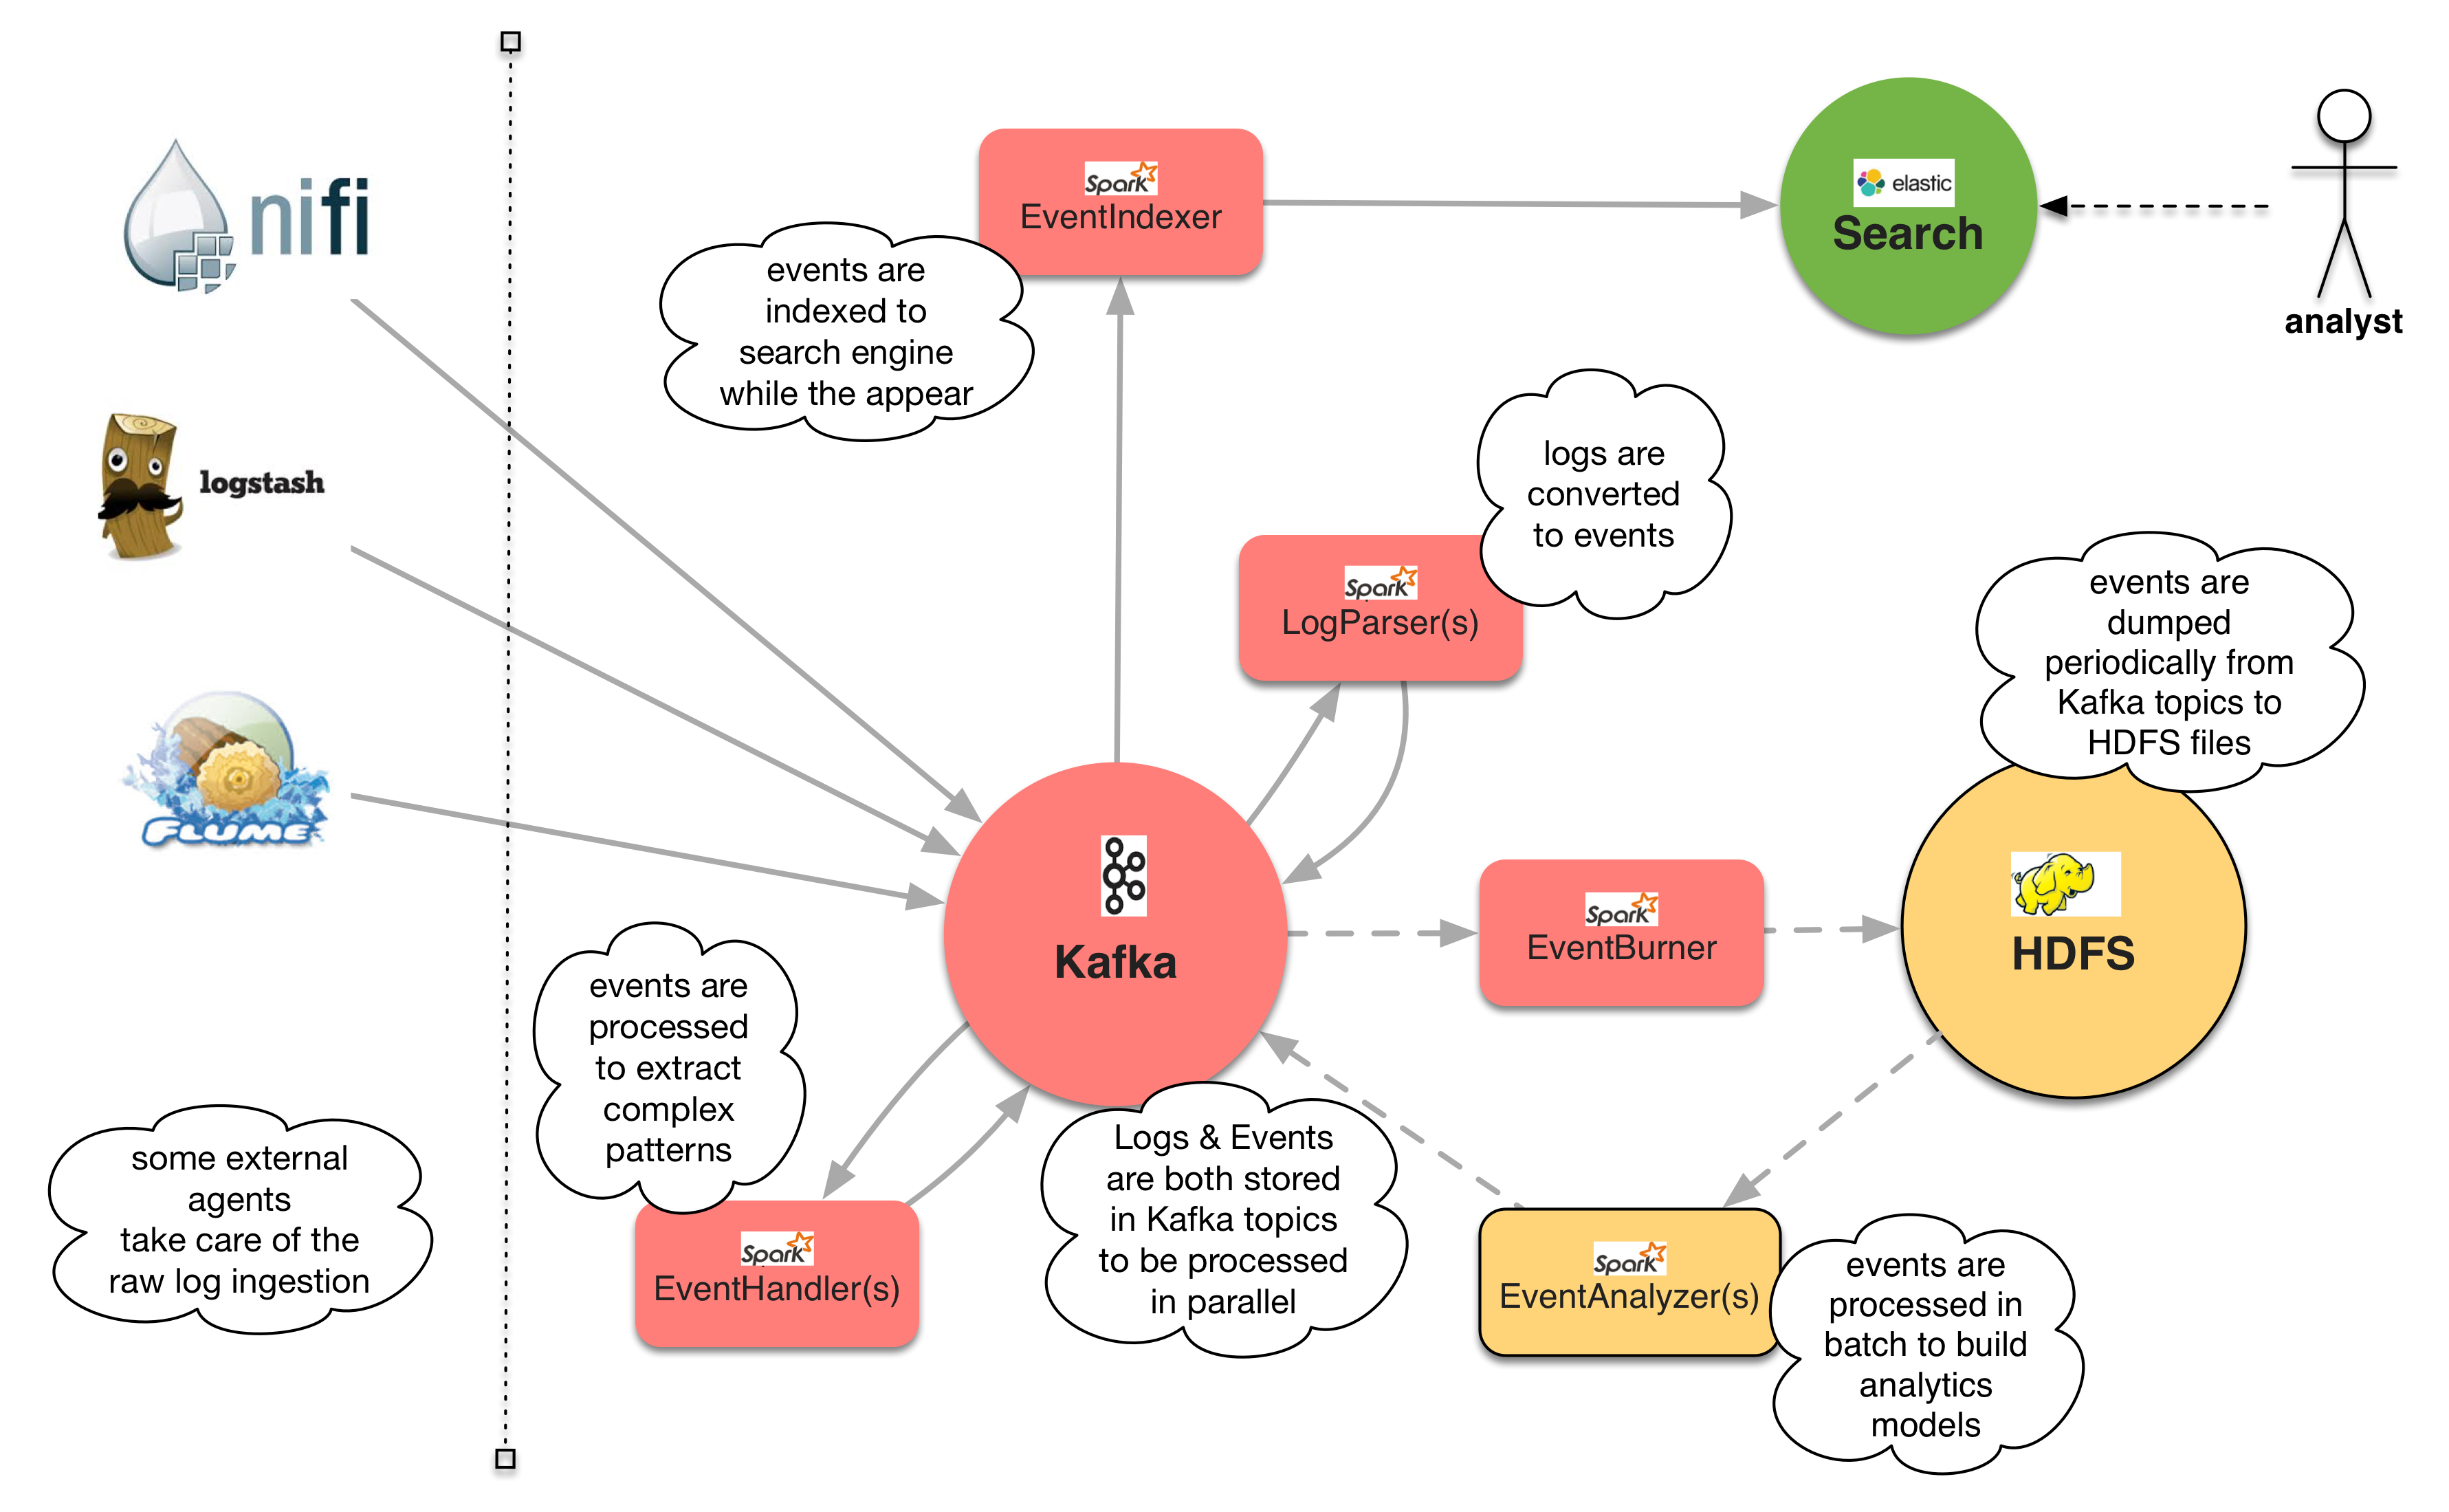 nifi
logstash
FLUME
some external
agents
take care of the
raw log ingestion
Spark
EventIndexer
events are
indexed to
search engine
while the appear
elastic
Search
analyst
logs are
converted
to events
Spark
LogParser(s)
events are
dumped
periodically from
Kafka topics to
HDFS files
Kafka
Spark
EventBurner
HDFS
events are
processed
to extract
complex
patterns
Spark
EventHandler(s)
Logs & Events
are both stored
in Kafka topics
to be processed
in parallel
Spark
EventAnalyzer(s)
events are
processed in
batch to build
analytics
models